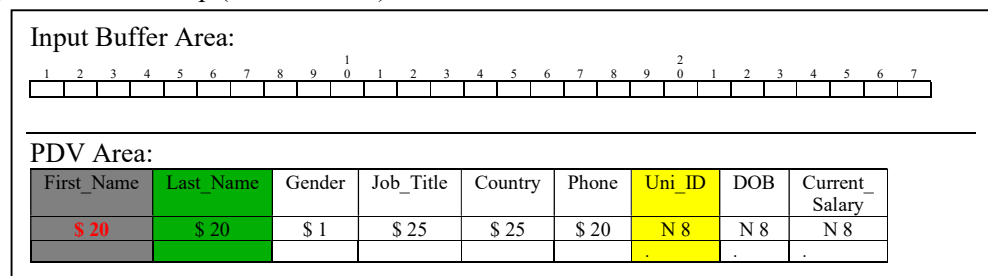 Input Buffer Area:
1 2
1 2 3 4 5 6 7 8 9 0 1 2 3 4 5 6 7 8 9 0 1 2 3 4 5 6 7
PDV Area:
First_Name Last_Name Gender Job_Title Country Phone Uni_ID DOB Current_
Salary
$ 20 $ 20 $ 1 $ 25 $ 25 $ 20 N 8 N 8 N 8
. . .